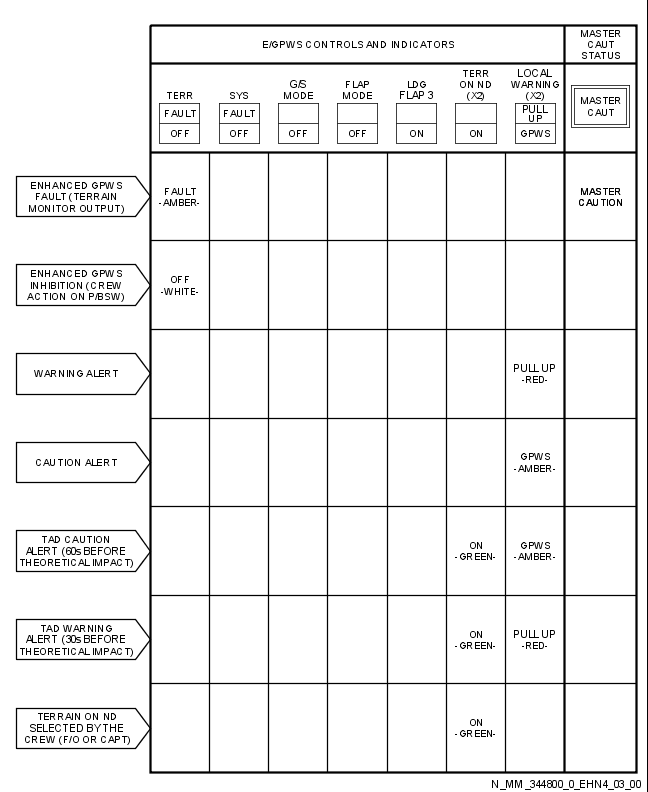 E/GPWS CONTROLS AND INDICATORS
MASTER
CAUT
STATUS
TERR
FAULT
OFF
SYS
FAULT
OFF
G/S
MODE
OFF
FLAP
MODE
OFF
LDG
FLAP 3
ON
TERR
ON ND
(X2)
ON
LOCAL
WARNING
(X2)
PULL
UP
GPWS
MASTER
CAUT
ENHANCED GPWS
FAULT (TERRAIN
MONITOR OUTPUT)
FAULT
-AMBER-
MASTER
CAUTION
ENHANCED GPWS
INHIBITION (CREW
ACTION ON P/BSW)
OFF
-WHITE-
WARNING ALERT
PULL UP
-RED-
CAUTION ALERT
GPWS
-AMBER-
TAD CAUTION
ALERT (60s BEFORE
THEORETICAL IMPACT)
ON
-GREEN-
GPWS
-AMBER-
TAD WARNING
ALERT (30s BEFORE
THEORETICAL IMPACT)
ON
-GREEN-
PULL UP
-RED-
TERRAIN ON ND
SELECTED BY THE
CREW (F/O OR CAPT)
ON
-GREEN-
N_MM_344800_0_EHN4_03_00